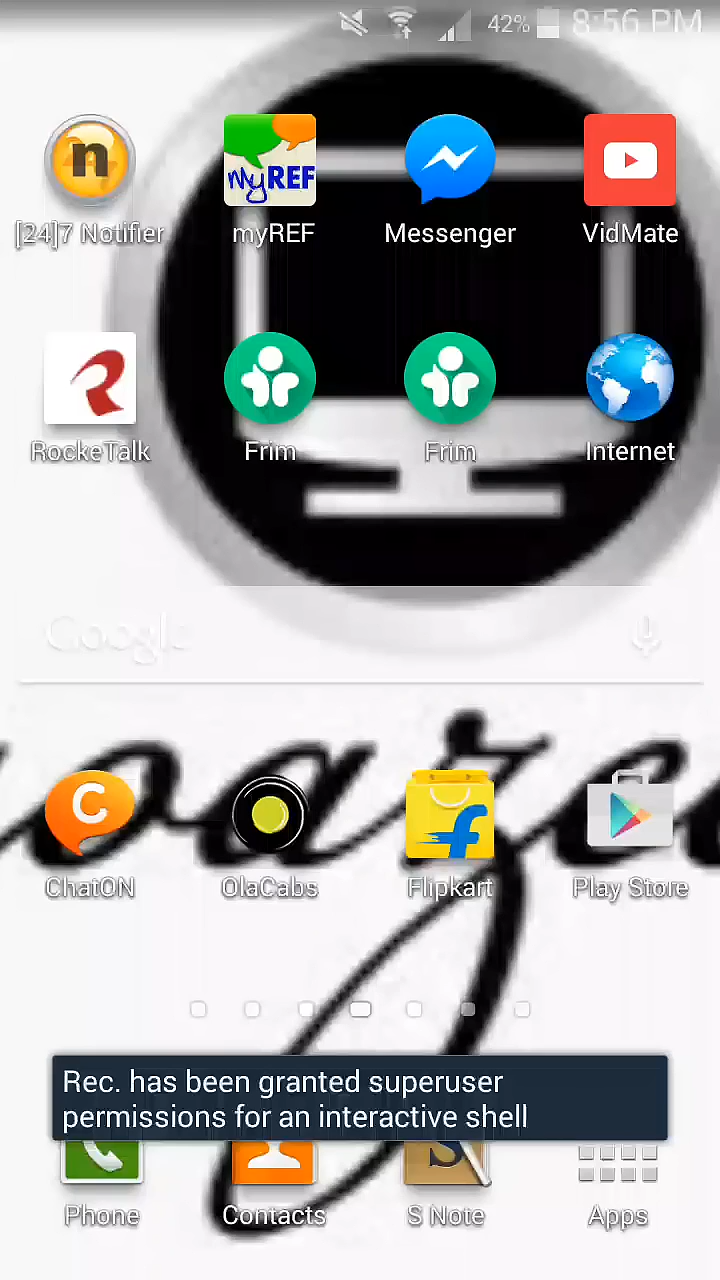 42% 8:56 PM
n
myREF
[24]7 Notifier myREF Messenger VidMate
RockeTalk Frim Frim Internet
Google
C
f
ChatON OlaCabs Flipkart Play Store
Rec. has been granted superuser
permissions for an interactive shell
S
Phone Contacts S Note Apps